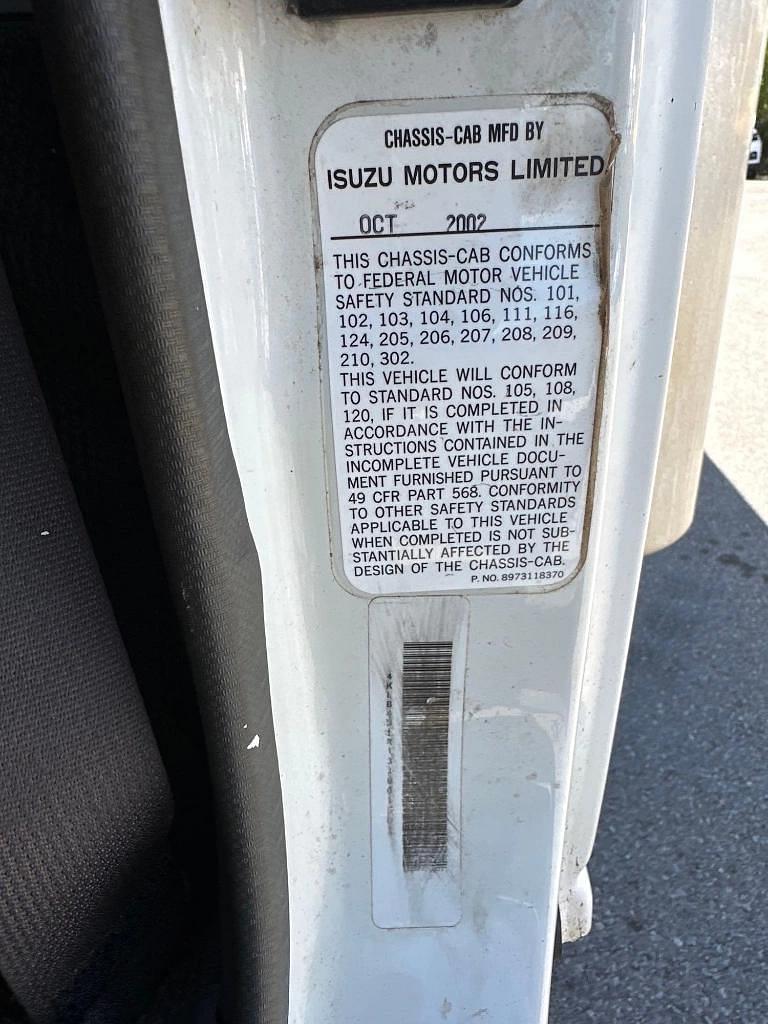 CHASSIS-CAB MFD BY
ISUZU MOTORS LIMITED
OCT 2002
THIS CHASSIS-CAB CONFORMS
TO FEDERAL MOTOR VEHICLE
SAFETY STANDARD NOS. 101,
102, 103, 104, 106, 111, 116,
124, 205, 206, 207, 208, 209,
210, 302.
THIS VEHICLE WILL CONFORM
TO STANDARD NOS. 105, 108,
120, IF IT IS COMPLETED IN
ACCORDANCE WITH THE IN-
STRUCTIONS CONTAINED IN THE
INCOMPLETE VEHICLE DOCU-
MENT FURNISHED PURSUANT TO
49 CFR PART 568. CONFORMITY
TO OTHER SAFETY STANDARDS
APPLICABLE TO THIS VEHICLE
WHEN COMPLETED IS NOT SUB-
STANTIALLY AFFECTED BY THE
DESIGN OF THE CHASSIS-CAB.
P. NO. 8973118370